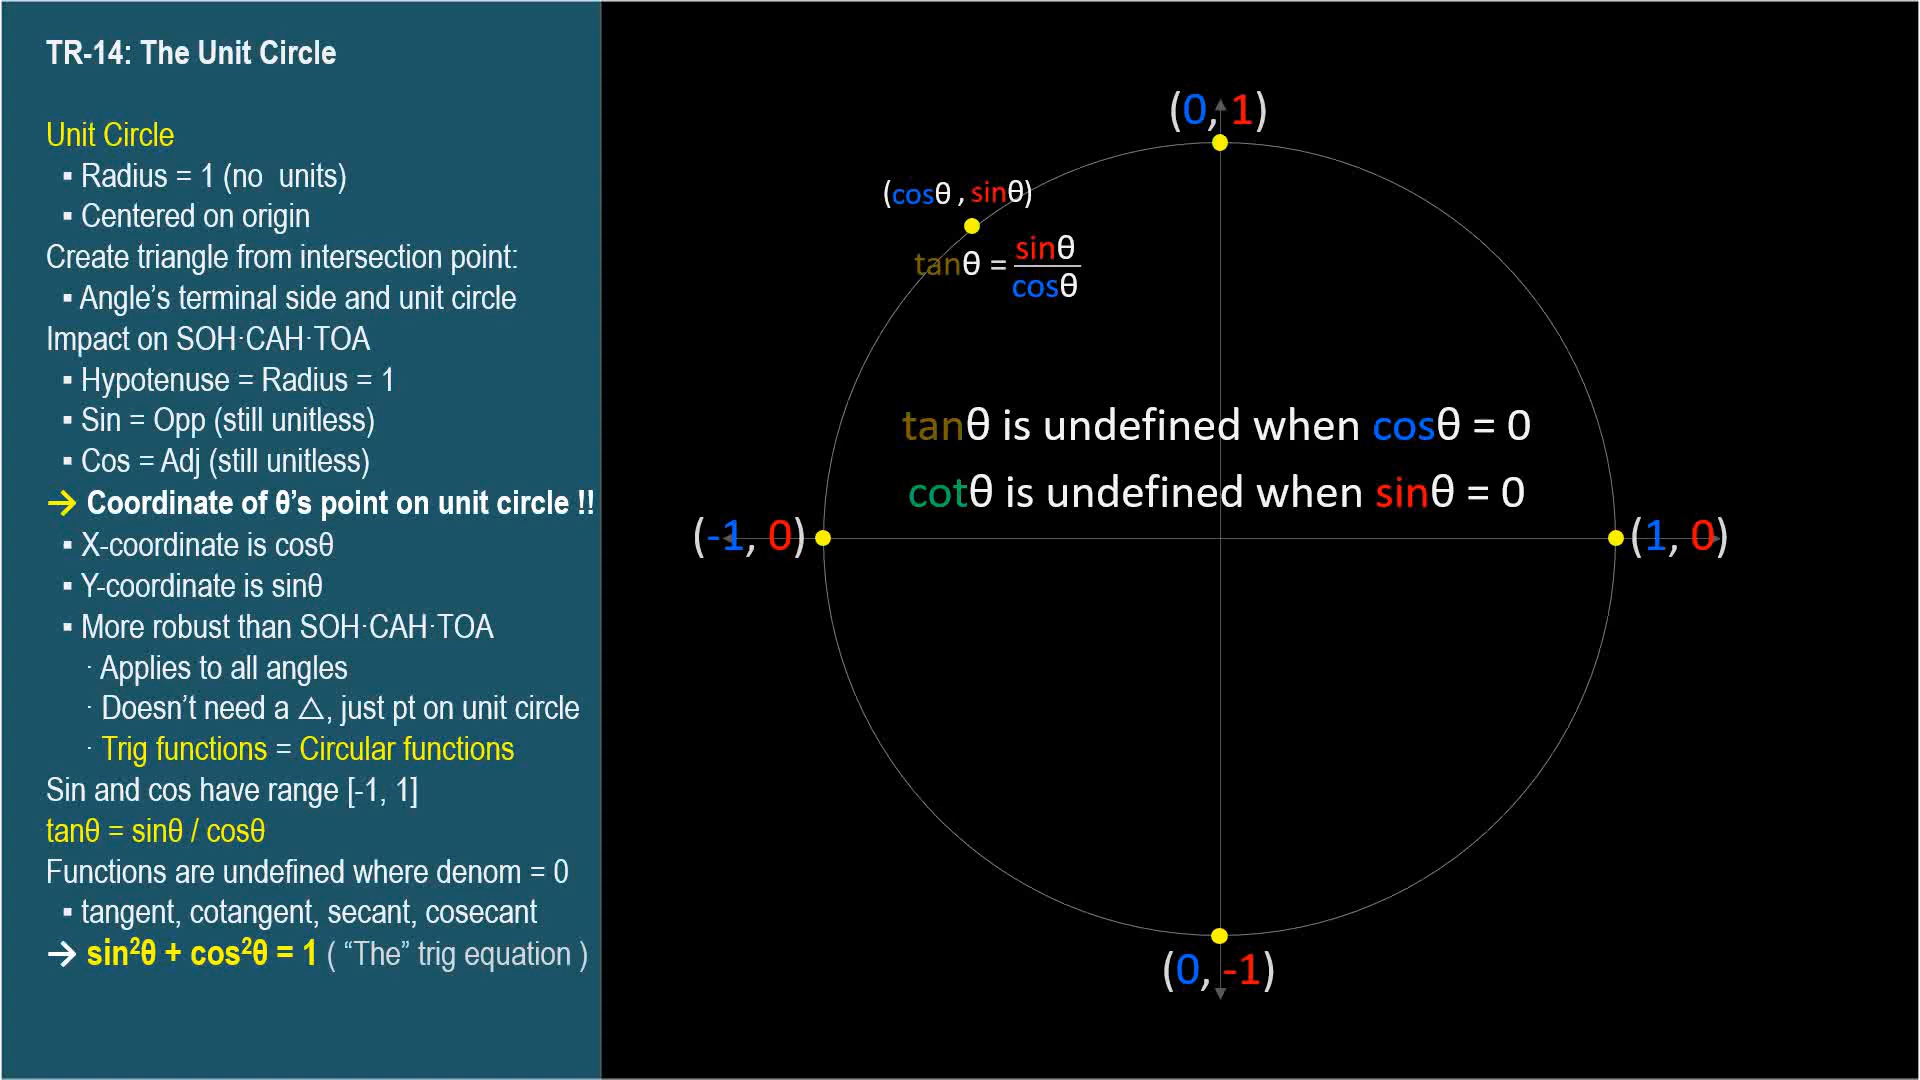 TR-14: The Unit Circle
Unit Circle
▪ Radius = 1 (no  units)
▪ Centered on origin
Create triangle from intersection point:
▪ Angle’s terminal side and unit circle
Impact on SOH·CAH·TOA
▪ Hypotenuse = Radius = 1
▪ Sin = Opp (still unitless)
▪ Cos = Adj (still unitless)
→ Coordinate of θ’s point on unit circle !!
▪ X-coordinate is cosθ
▪ Y-coordinate is sinθ
▪ More robust than SOH·CAH·TOA
· Applies to all angles
· Doesn’t need a △, just pt on unit circle
· Trig functions = Circular functions
Sin and cos have range [-1, 1]
tanθ = sinθ / cosθ
Functions are undefined where denom = 0
▪ tangent, cotangent, secant, cosecant
→ sin²θ + cos²θ = 1 ( “The” trig equation )
(0, 1)
(cosθ , sinθ)
tanθ = sinθ / cosθ
tanθ is undefined when cosθ = 0
cotθ is undefined when sinθ = 0
(-1, 0)
(1, 0)
(0, -1)